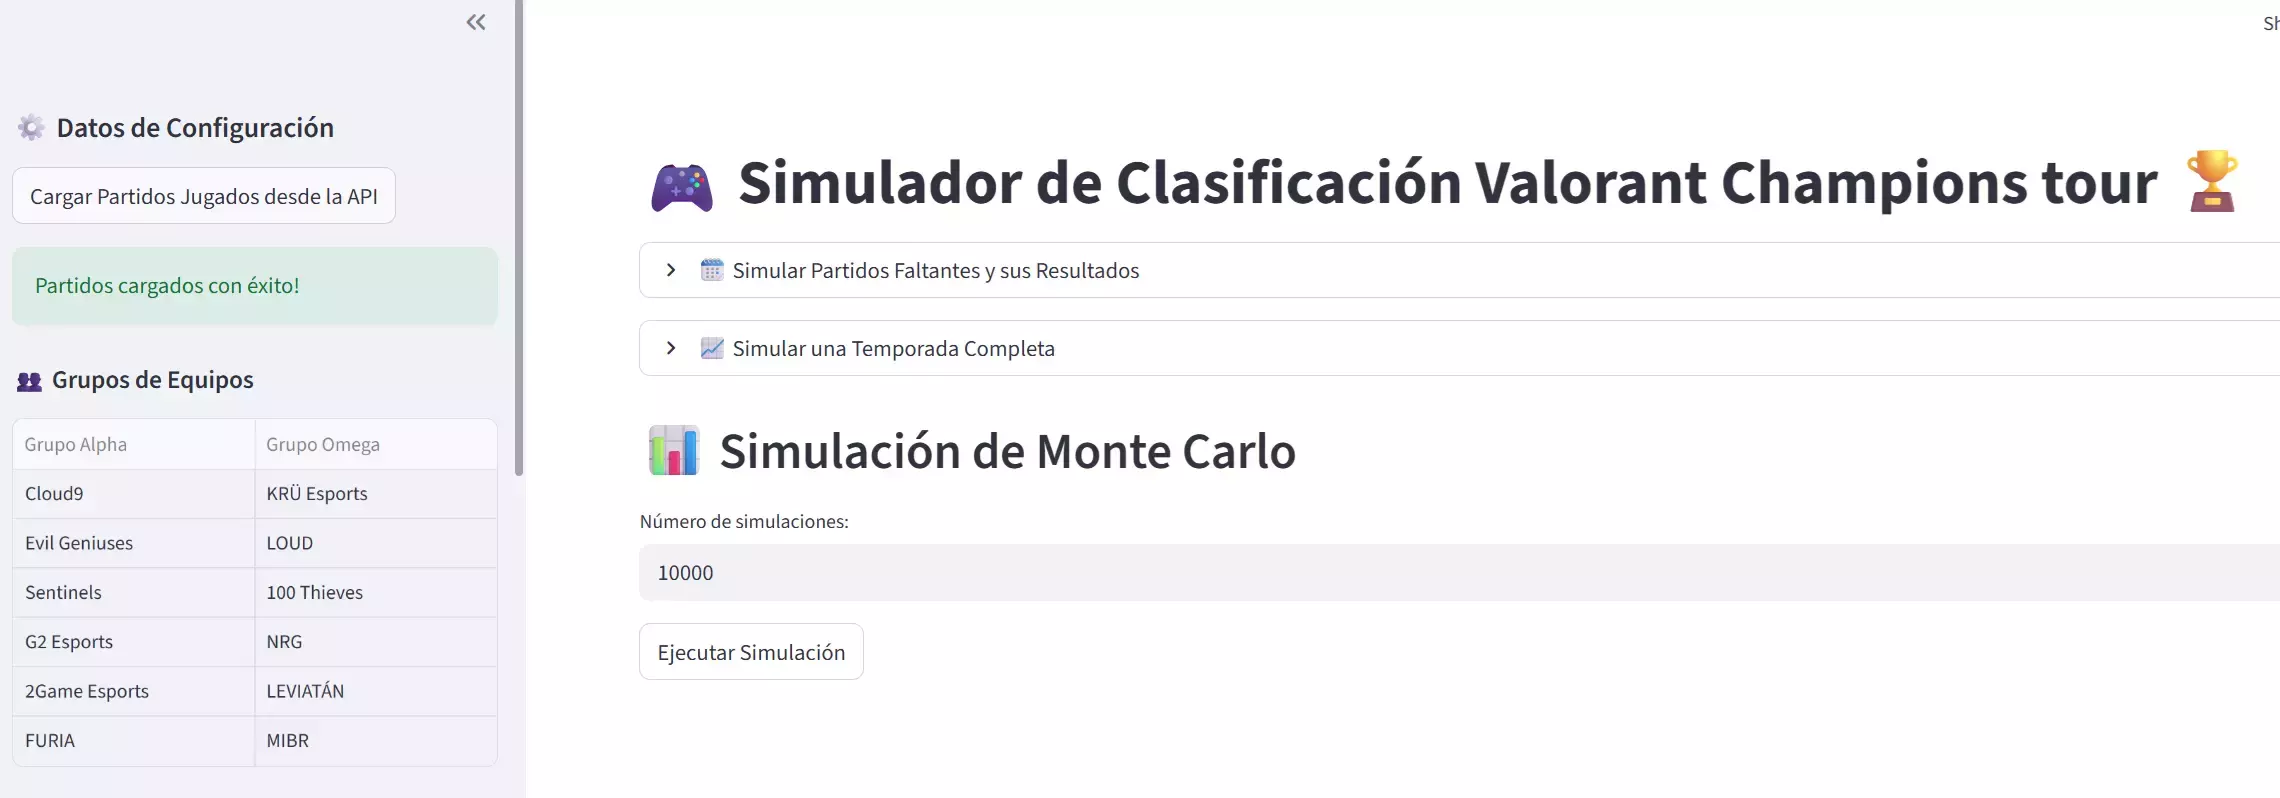 Datos de Configuración
Cargar Partidos Jugados desde la API
Partidos cargados con éxito!
Grupos de Equipos
Grupo Alpha Grupo Omega
Cloud9 KRÜ Esports
Evil Geniuses LOUD
Sentinels 100 Thieves
G2 Esports NRG
2Game Esports LEVIATÁN
FURIA MIBR
Simulador de Clasificación Valorant Champions tour
Simular Partidos Faltantes y sus Resultados
Simular una Temporada Completa
Simulación de Monte Carlo
Número de simulaciones:
10000
Ejecutar Simulación